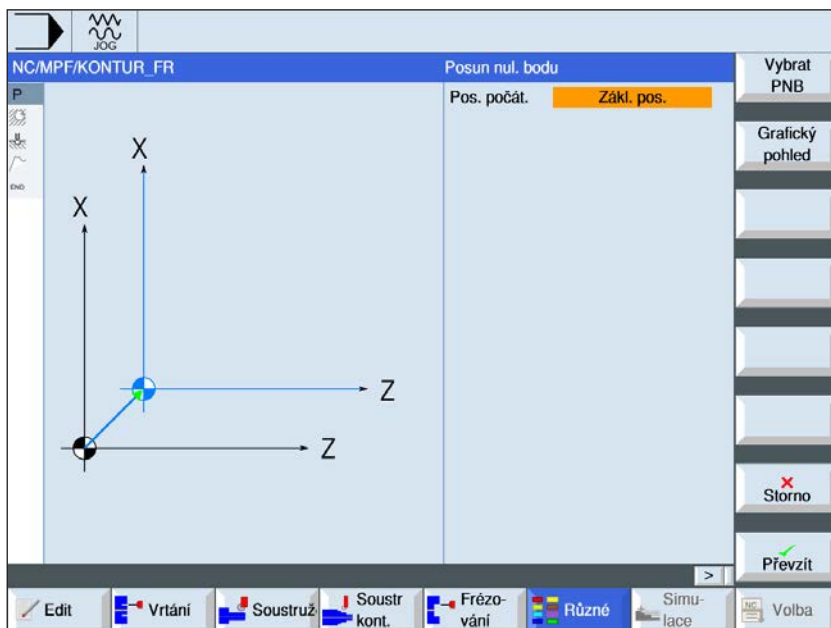 JOG
NC/MPF/KONTUR_FR
Posun nul. bodu
P
END
Pos. počát.
Zákl. pos.
X
X
Z
Z
Vybrat
PNB
Grafický
pohled
Storno
Převzít
>
Edit
Vrtání
Soustruž
Soustr
kont.
Frézo-
vání
Různé
Simu-
lace
NC
Volba